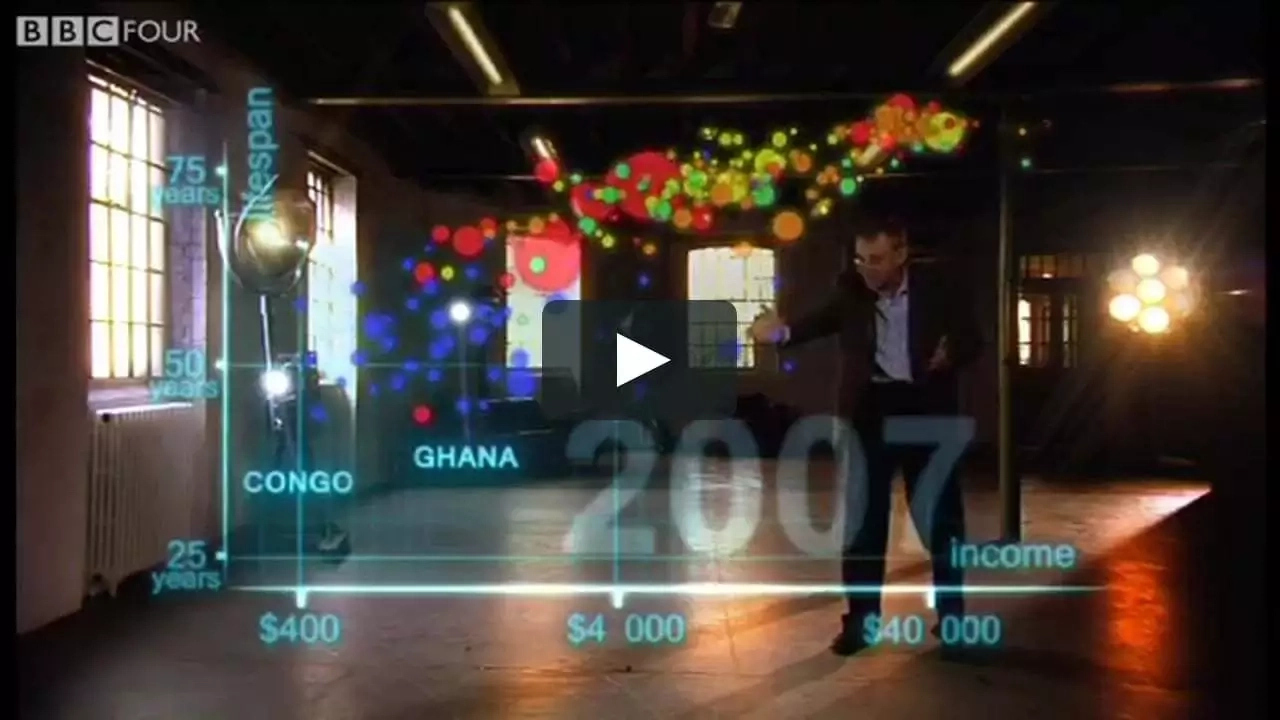 BBC FOUR
lifespan
75
years
50
years
CONGO
GHANA
2007
25
years
income
$400
$4 000
$40 000